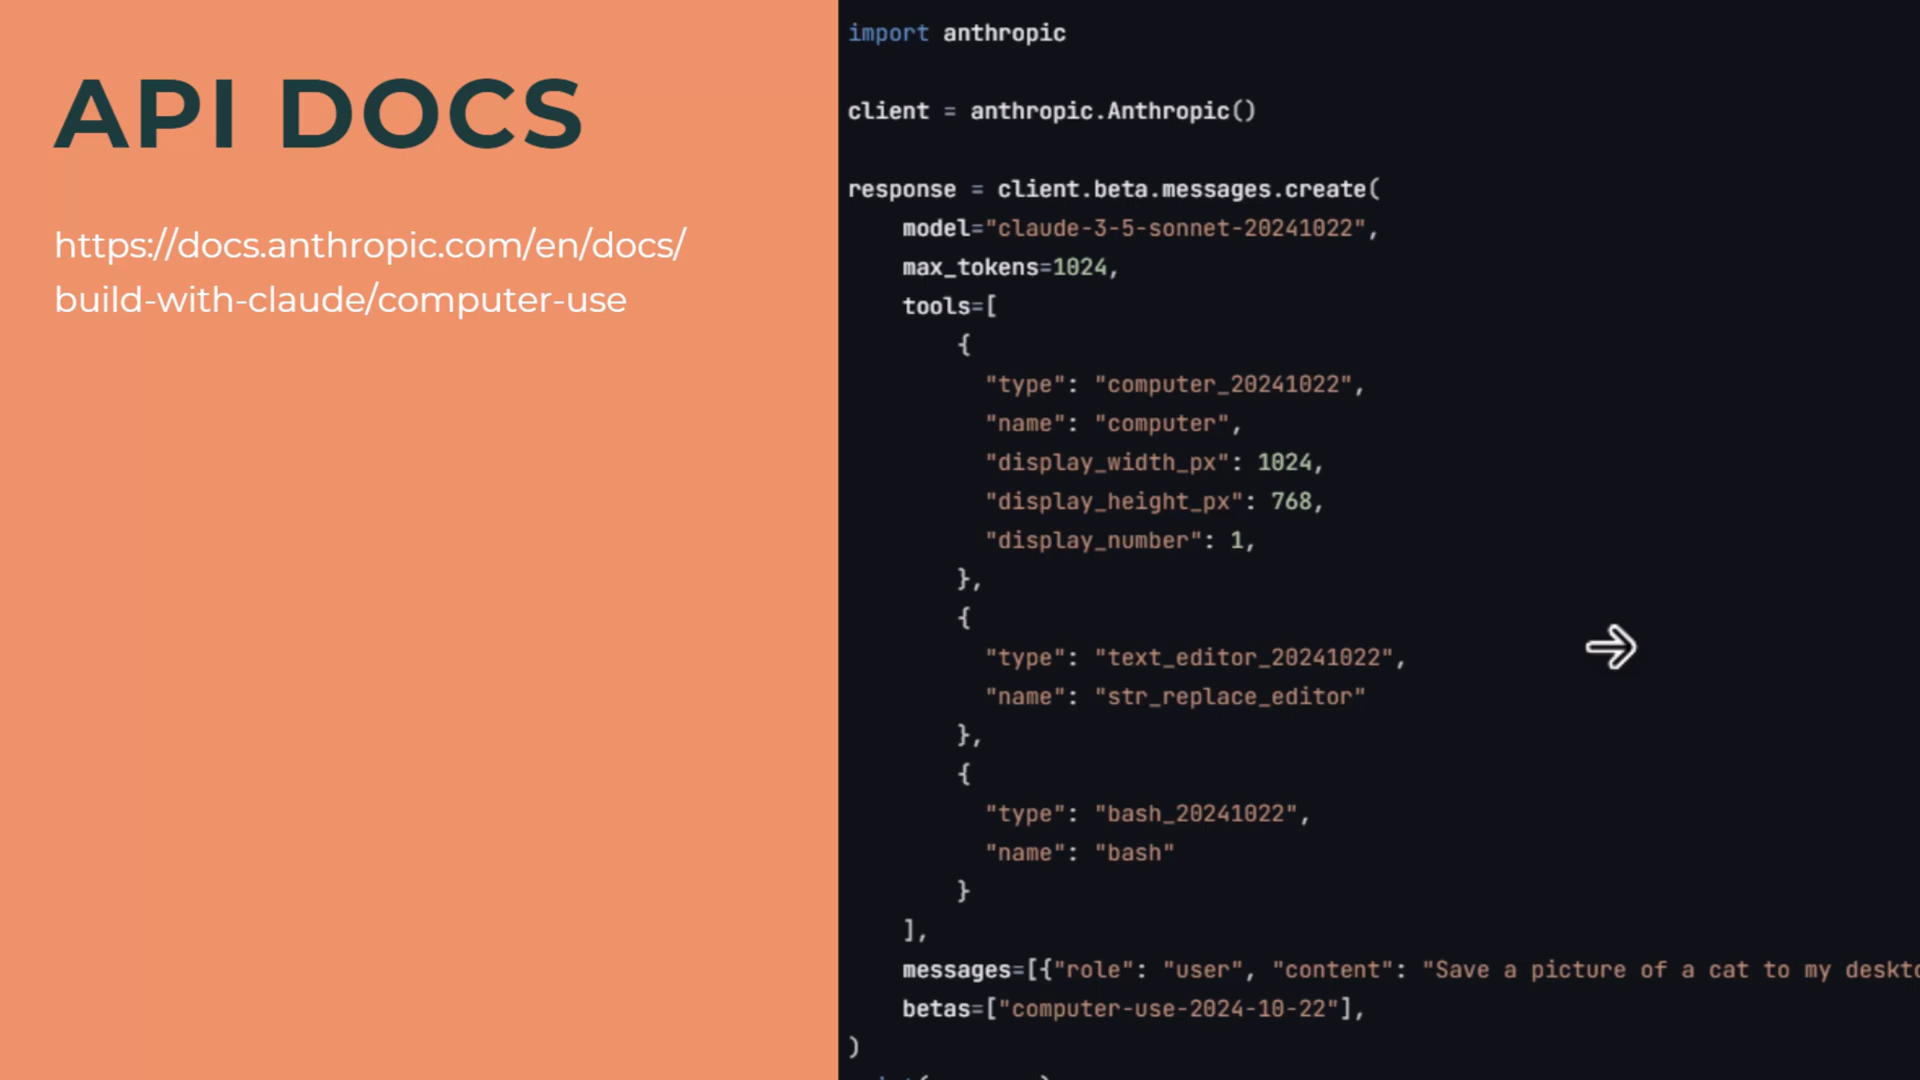 API DOCS
https://docs.anthropic.com/en/docs/
build-with-claude/computer-use
import anthropic
client = anthropic.Anthropic()
response = client.beta.messages.create(
model="claude-3-5-sonnet-20241022",
max_tokens=1024,
tools=[
{
"type": "computer_20241022",
"name": "computer",
"display_width_px": 1024,
"display_height_px": 768,
"display_number": 1,
},
{
"type": "text_editor_20241022",
"name": "str_replace_editor"
},
{
"type": "bash_20241022",
"name": "bash"
}
],
messages=[{"role": "user", "content": "Save a picture of a cat to my
betas=["computer-use-2024-10-22"],
)